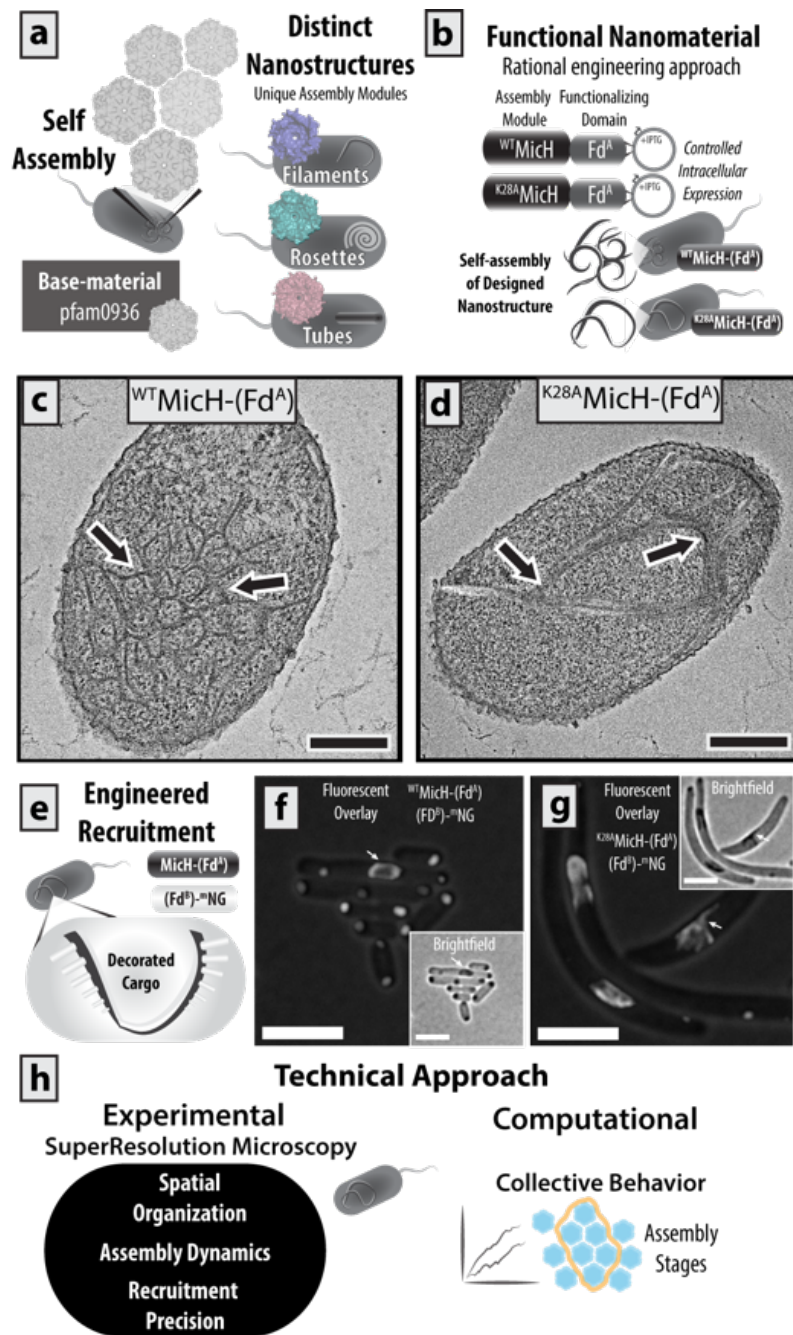 a
Self
Assembly
Base-material
pfam0936
Distinct
Nanostructures
Unique Assembly Modules
Filaments
Rosettes
Tubes
b
Functional Nanomaterial
Rational engineering approach
Assembly
Module
Functionalizing
Domain
WTMicH
FdA
+IPTG
K28AMicH
FdA
+IPTG
Controlled
Intracellular
Expression
Self-assembly
of Designed
Nanostructure
WTMicH-(FdA)
K28AMicH-(FdA)
c
WTMicH-(FdA)
d
K28AMicH-(FdA)
e
Engineered
Recruitment
MicH-(FdA)
(FdB)-mNG
Decorated
Cargo
f
Fluorescent
Overlay
WTMicH-(FdA)
(FDB)-mNG
Brightfield
g
Fluorescent
Overlay
K28AMicH-(FdA)
(FdB)-mNG
Brightfield
h
Technical Approach
Experimental
SuperResolution Microscopy
Spatial
Organization
Assembly Dynamics
Recruitment
Precision
Computational
Collective Behavior
Assembly
Stages